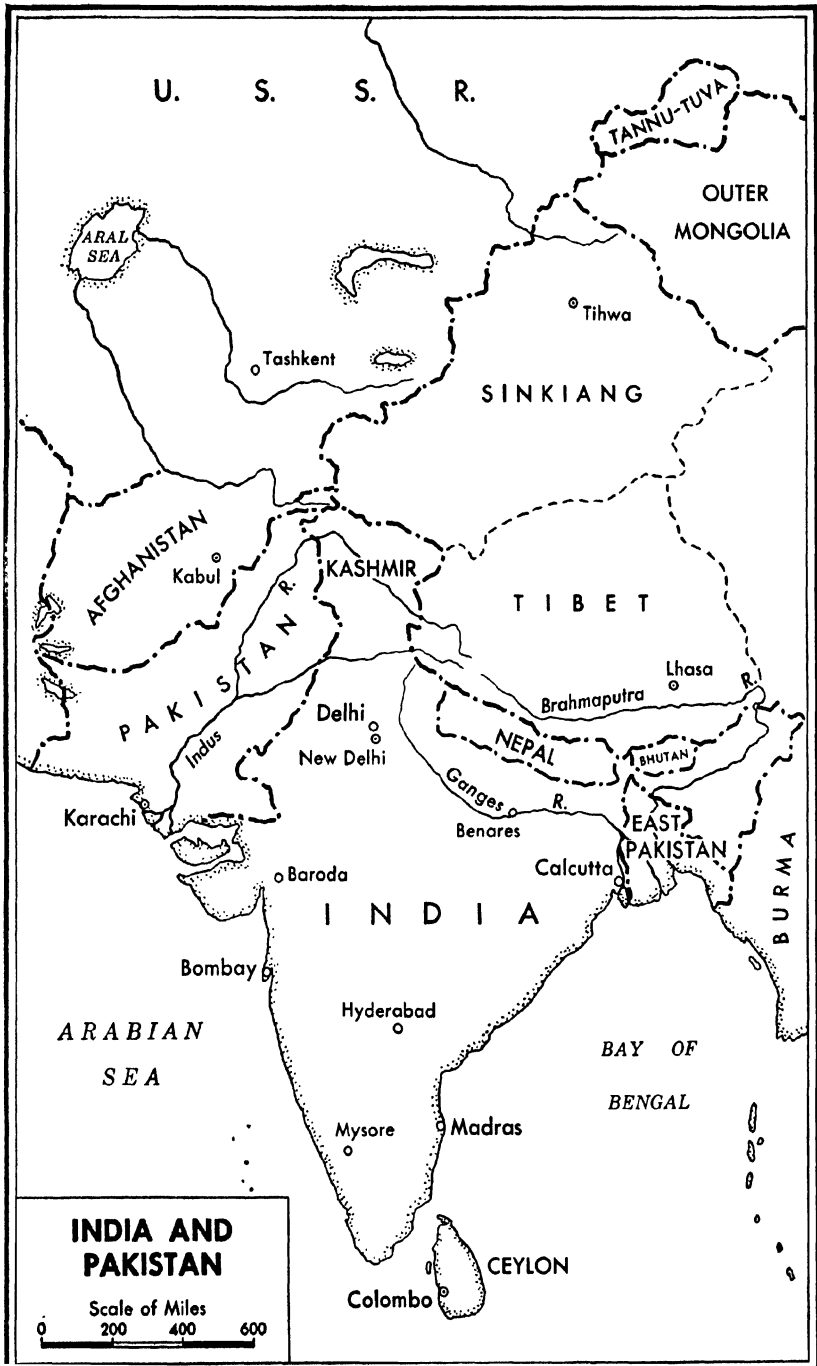 U. S. S. R.
TANNU-TUVA
OUTER
MONGOLIA
ARAL
SEA
Tihwa
Tashkent
SINKIANG
AFGHANISTAN
Kabul
KASHMIR
R.
TIBET
PAKISTAN
Lhasa
Brahmaputra R.
Indus
Delhi
New Delhi
NEPAL
BHUTAN
Ganges R.
Benares
Karachi
EAST
PAKISTAN
BURMA
Calcutta
Baroda
INDIA
Bombay
Hyderabad
ARABIAN
SEA
BAY OF
BENGAL
Mysore
Madras
INDIA AND
PAKISTAN
Scale of Miles
0 200 400 600
CEYLON
Colombo